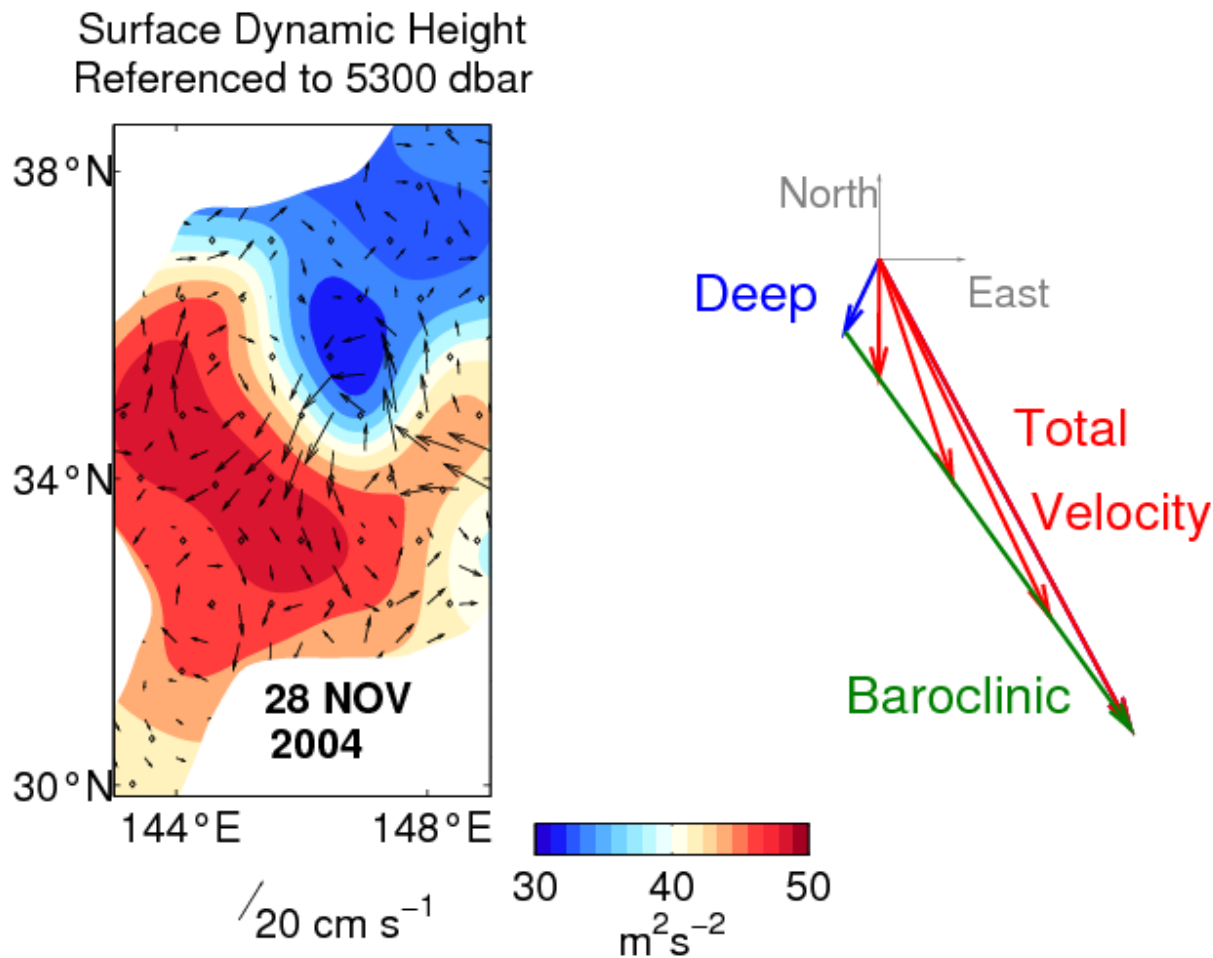 Surface Dynamic Height
Referenced to 5300 dbar
38°N
34°N
30°N
144°E
148°E
28 NOV
2004
20 cm s⁻¹
30
40
50
m²s⁻²
North
East
Deep
Total
Velocity
Baroclinic